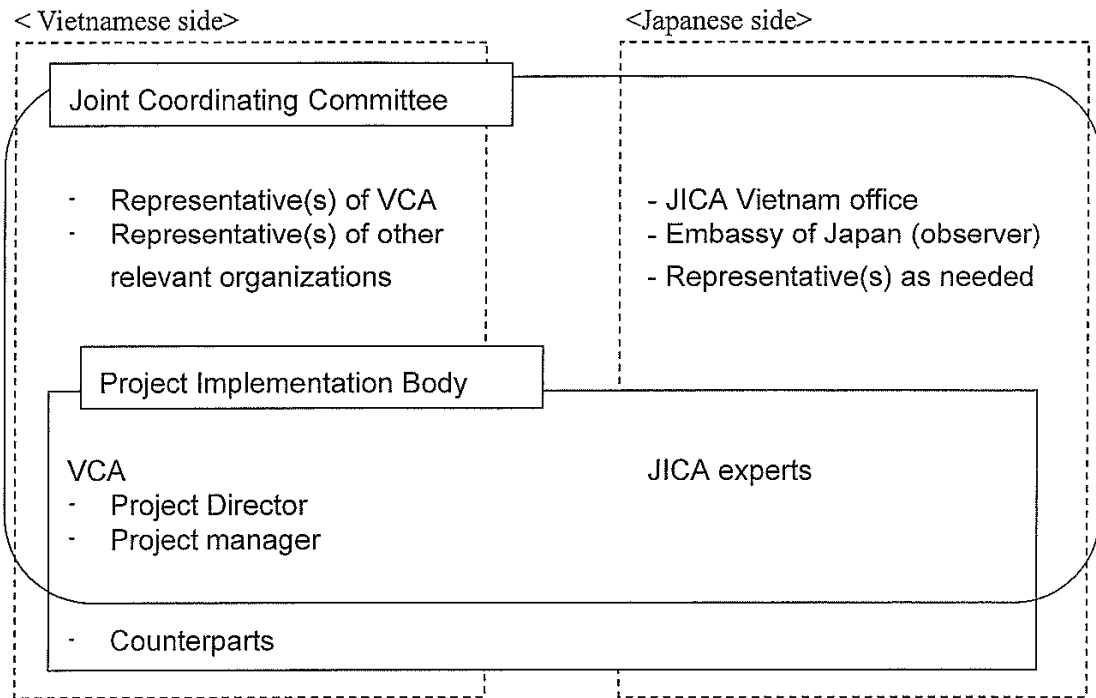 < Vietnamese side>
<Japanese side>
Joint Coordinating Committee
- Representative(s) of VCA
- Representative(s) of other
relevant organizations
- JICA Vietnam office
- Embassy of Japan (observer)
- Representative(s) as needed
Project Implementation Body
VCA
- Project Director
- Project manager
JICA experts
- Counterparts